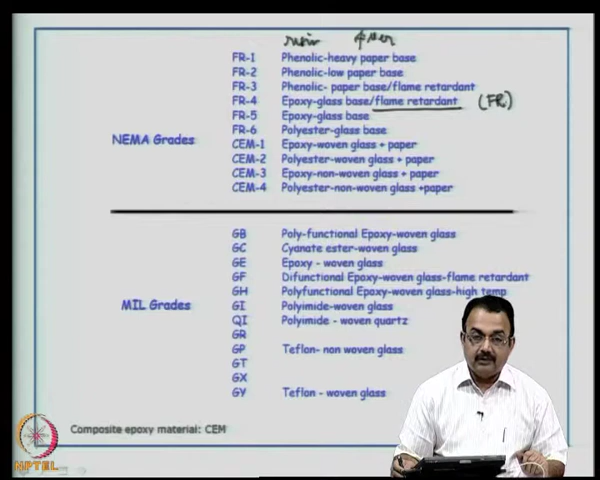 resin fiber
FR-1 Phenolic-heavy paper base
FR-2 Phenolic-low paper base
FR-3 Phenolic- paper base/flame retardant
FR-4 Epoxy-glass base/flame retardant (FR)
FR-5 Epoxy-glass base
FR-6 Polyester-glass base
NEMA Grades
CEM-1 Epoxy-woven glass + paper
CEM-2 Polyester-woven glass + paper
CEM-3 Epoxy-non-woven glass + paper
CEM-4 Polyester-non-woven glass +paper
GB Poly-functional Epoxy-woven glass
GC Cyanate ester-woven glass
GE Epoxy - woven glass
GF Difunctional Epoxy-woven glass-flame retardant
GH Polyfunctional Epoxy-woven glass-high temp
MIL Grades
GI Polyimide-woven glass
QI Polyimide - woven quartz
GR
GP Teflon- non woven glass
GT
GX
GY Teflon - woven glass
Composite epoxy material: CEM
NPTEL